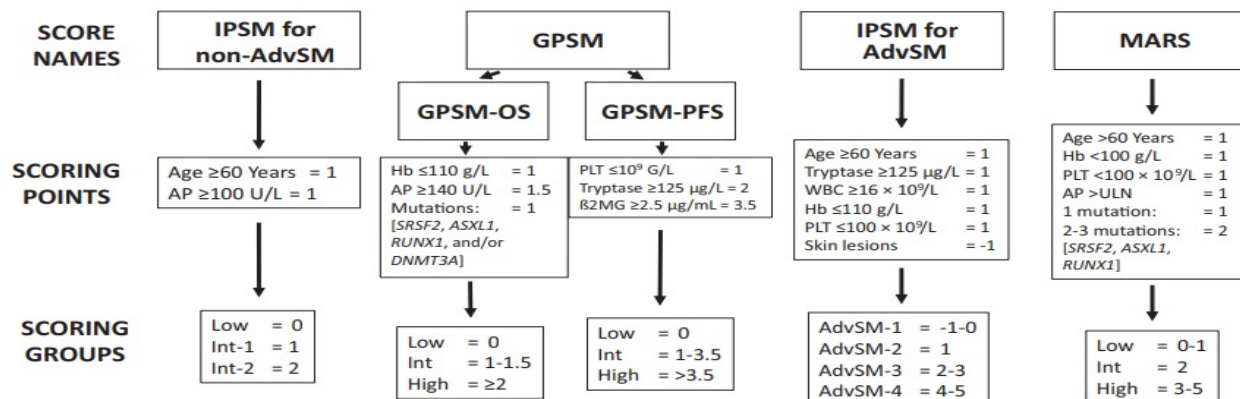 SCORE
NAMES
IPSM for
non-AdvSM
GPSM
IPSM for
AdvSM
MARS
GPSM-OS
GPSM-PFS
SCORING
POINTS
Age ≥60 Years = 1
AP ≥100 U/L = 1
Hb ≤110 g/L = 1
AP ≥140 U/L = 1.5
Mutations: = 1
[SRSF2, ASXL1,
RUNX1, and/or
DNMT3A]
PLT ≤10⁹ G/L = 1
Tryptase ≥125 µg/L = 2
ß2MG ≥2.5 µg/mL = 3.5
Age ≥60 Years = 1
Tryptase ≥125 µg/L = 1
WBC ≥16 × 10⁹/L = 1
Hb ≤110 g/L = 1
PLT ≤100 × 10⁹/L = 1
Skin lesions = -1
Age >60 Years = 1
Hb <100 g/L = 1
PLT <100 × 10⁹/L = 1
AP >ULN = 1
1 mutation: = 1
2-3 mutations: = 2
[SRSF2, ASXL1,
RUNX1]
SCORING
GROUPS
Low = 0
Int-1 = 1
Int-2 = 2
Low = 0
Int = 1-1.5
High = ≥2
Low = 0
Int = 1-3.5
High = >3.5
AdvSM-1 = -1-0
AdvSM-2 = 1
AdvSM-3 = 2-3
AdvSM-4 = 4-5
Low = 0-1
Int = 2
High = 3-5